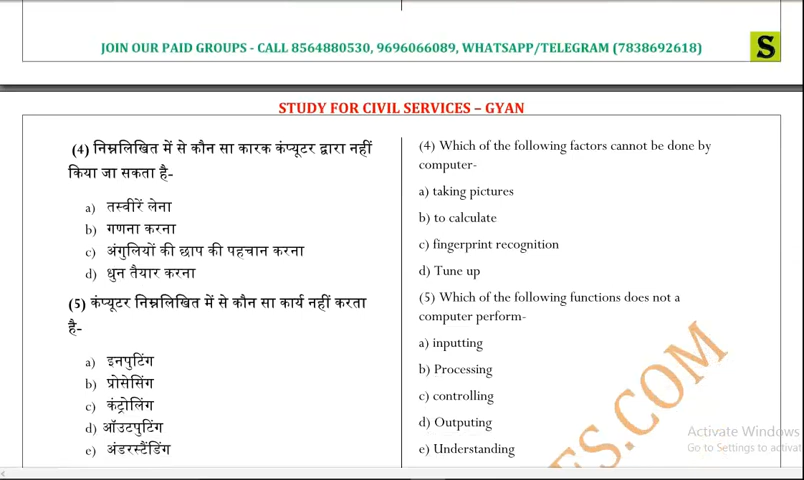 JOIN OUR PAID GROUPS - CALL 8564880530, 9696066089, WHATSAPP/TELEGRAM (7838692618)
S
STUDY FOR CIVIL SERVICES – GYAN
(4) निम्नलिखित में से कौन सा कारक कंप्यूटर द्वारा नहीं
किया जा सकता है-
a) तस्वीरें लेना
b) गणना करना
c) अंगुलियों की छाप की पहचान करना
d) धुन तैयार करना
(5) कंप्यूटर निम्नलिखित में से कौन सा कार्य नहीं करता
है-
a) इनपुटिंग
b) प्रोसेसिंग
c) कंट्रोलिंग
d) ऑउटपुटिंग
e) अंडरस्टैंडिंग
(4) Which of the following factors cannot be done by
computer-
a) taking pictures
b) to calculate
c) fingerprint recognition
d) Tune up
(5) Which of the following functions does not a
computer perform-
a) inputting
b) Processing
c) controlling
d) Outputing
e) Understanding
ES.COM
Activate Windows
Go to Settings to activat